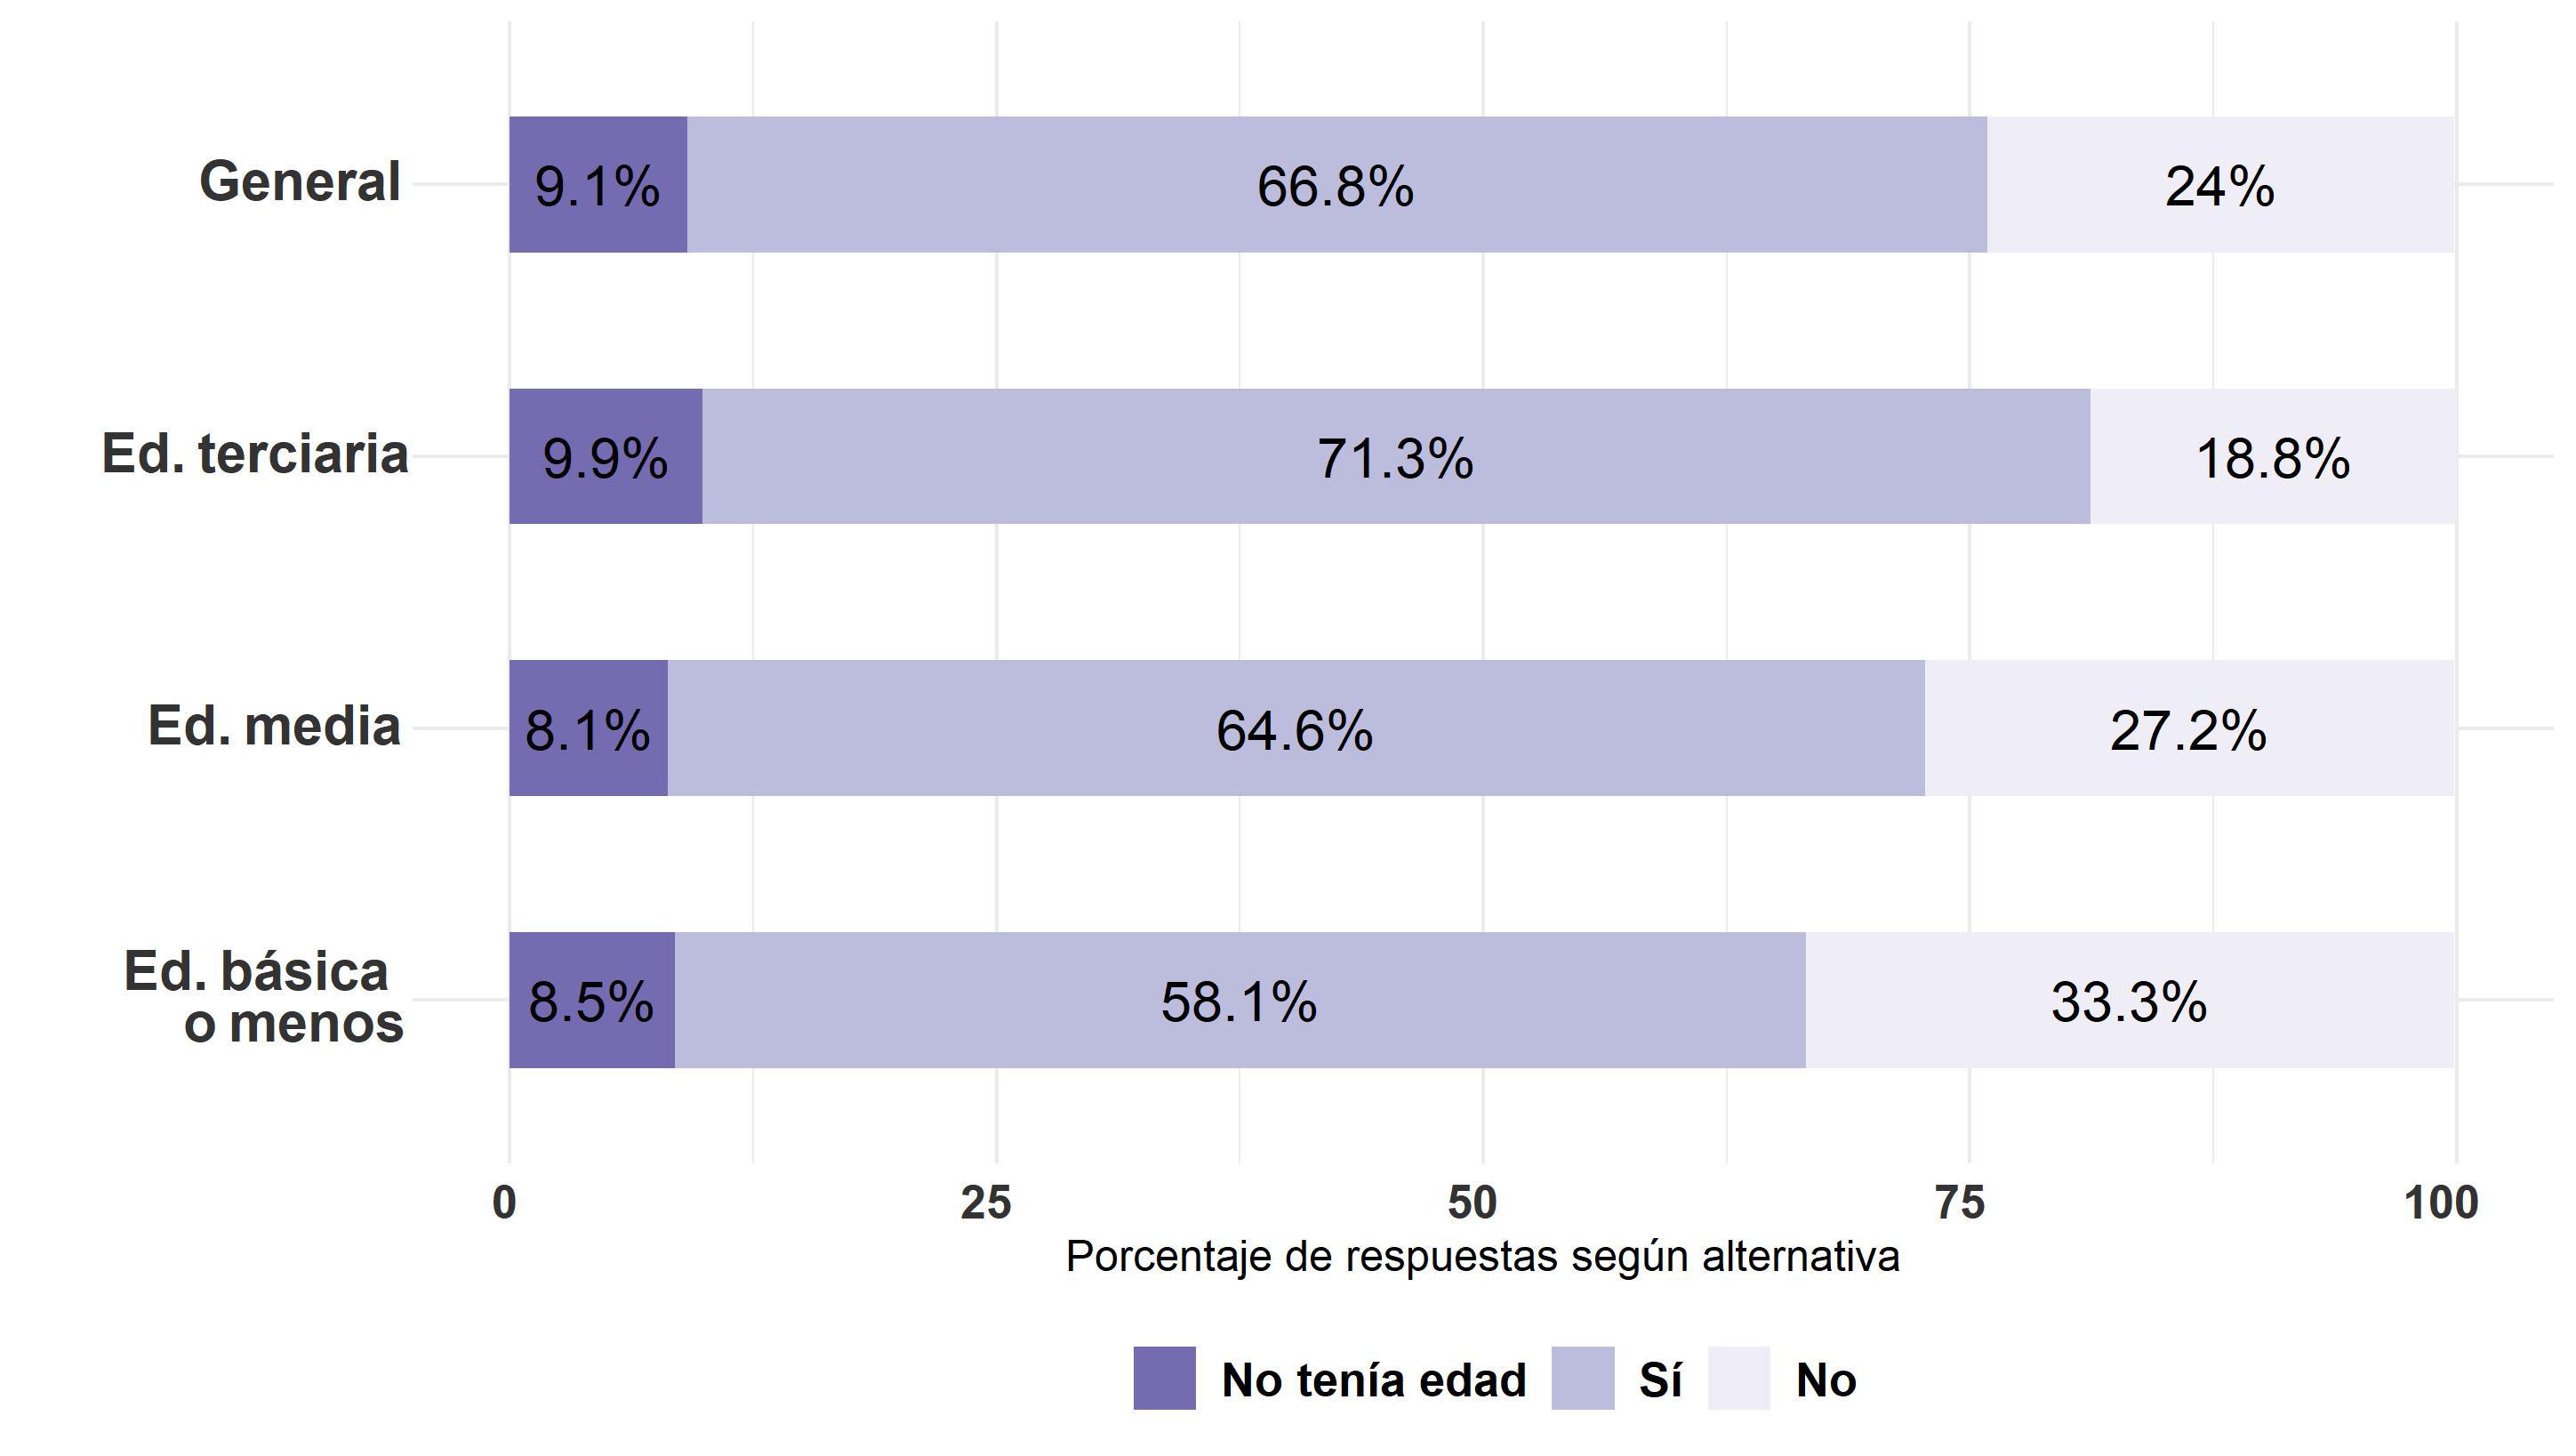 General
9.1%
66.8%
24%
Ed. terciaria
9.9%
71.3%
18.8%
Ed. media
8.1%
64.6%
27.2%
Ed. básica
o menos
8.5%
58.1%
33.3%
0
25
50
75
100
Porcentaje de respuestas según alternativa
No tenía edad
Sí
No